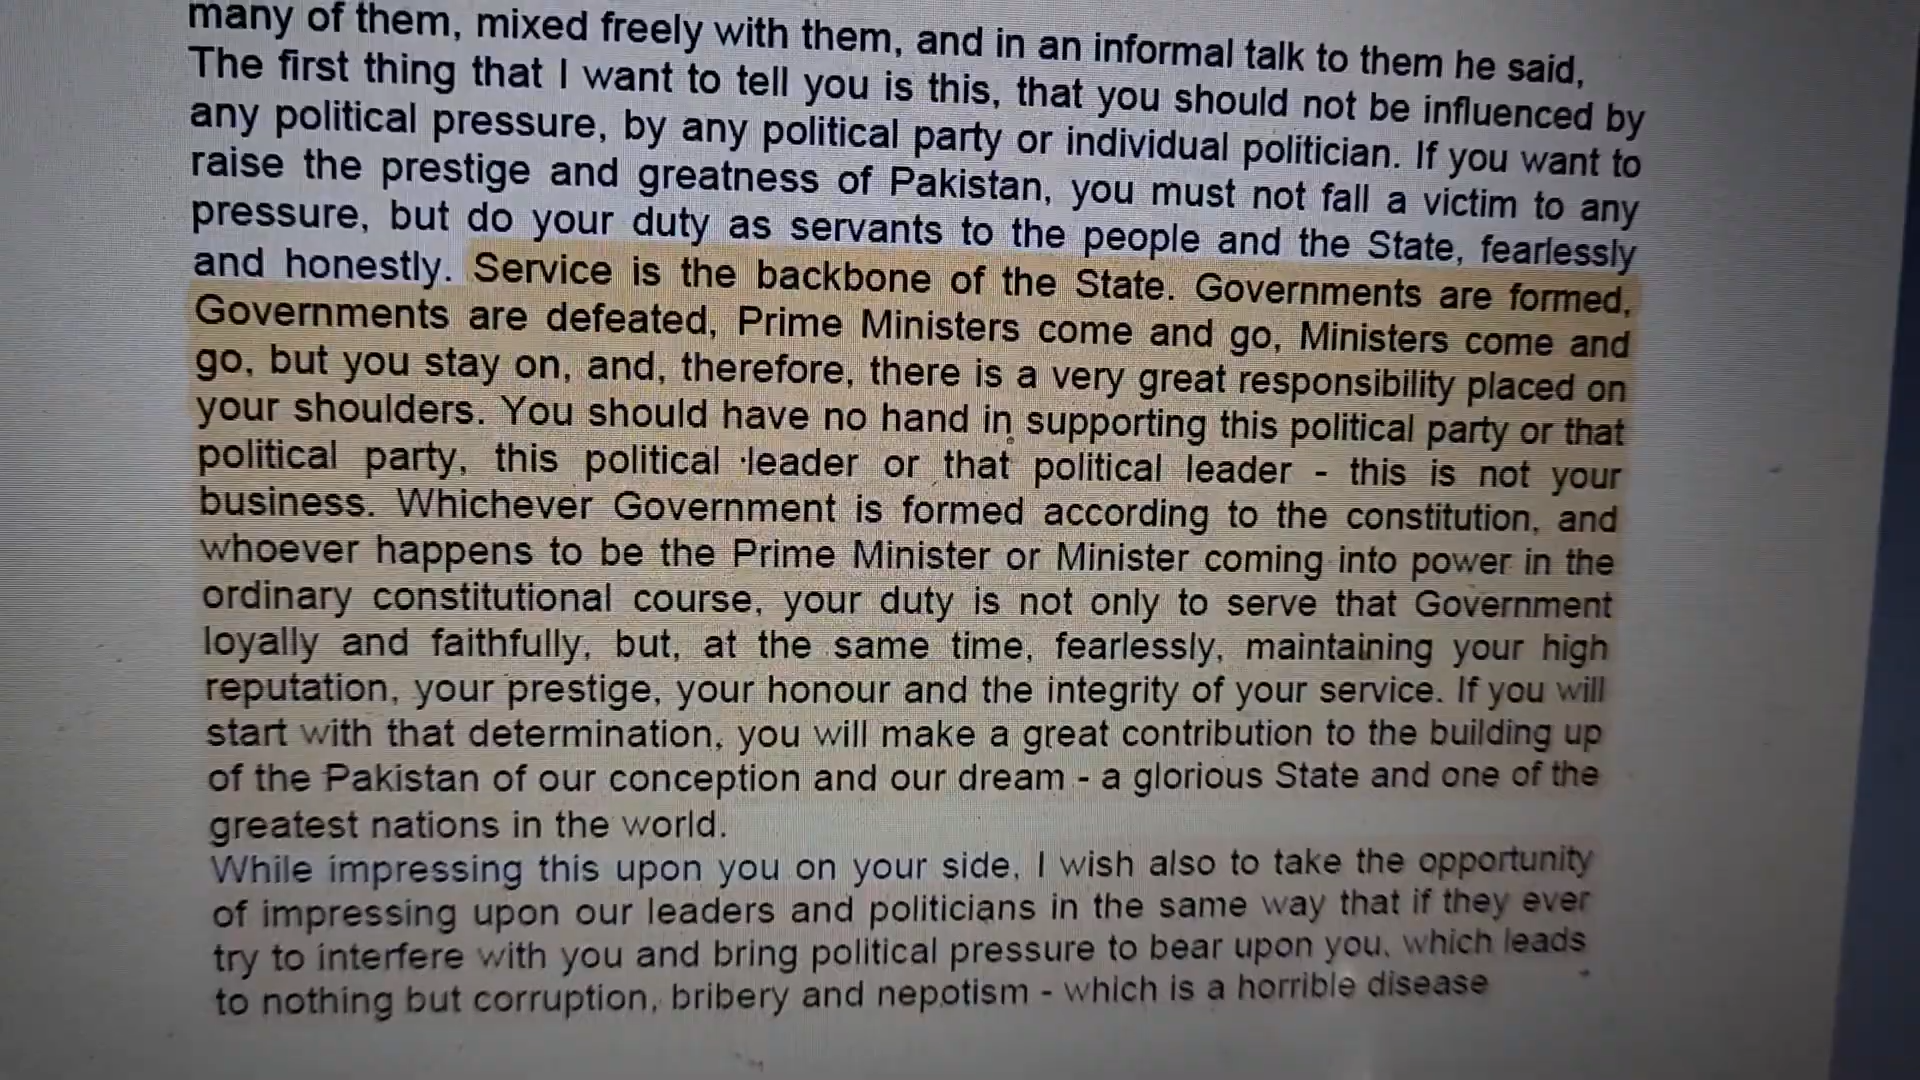 many of them, mixed freely with them, and in an informal talk to them he said,
The first thing that I want to tell you is this, that you should not be influenced by
any political pressure, by any political party or individual politician. If you want to
raise the prestige and greatness of Pakistan, you must not fall a victim to any
pressure, but do your duty as servants to the people and the State, fearlessly
and honestly. Service is the backbone of the State. Governments are formed,
Governments are defeated, Prime Ministers come and go, Ministers come and
go, but you stay on, and, therefore, there is a very great responsibility placed on
your shoulders. You should have no hand in supporting this political party or that
political party, this political leader or that political leader - this is not your
business. Whichever Government is formed according to the constitution, and
whoever happens to be the Prime Minister or Minister coming into power in the
ordinary constitutional course, your duty is not only to serve that Government
loyally and faithfully, but, at the same time, fearlessly, maintaining your high
reputation, your prestige, your honour and the integrity of your service. If you will
start with that determination, you will make a great contribution to the building up
of the Pakistan of our conception and our dream - a glorious State and one of the
greatest nations in the world.
While impressing this upon you on your side, I wish also to take the opportunity
of impressing upon our leaders and politicians in the same way that if they ever
try to interfere with you and bring political pressure to bear upon you, which leads
to nothing but corruption, bribery and nepotism - which is a horrible disease